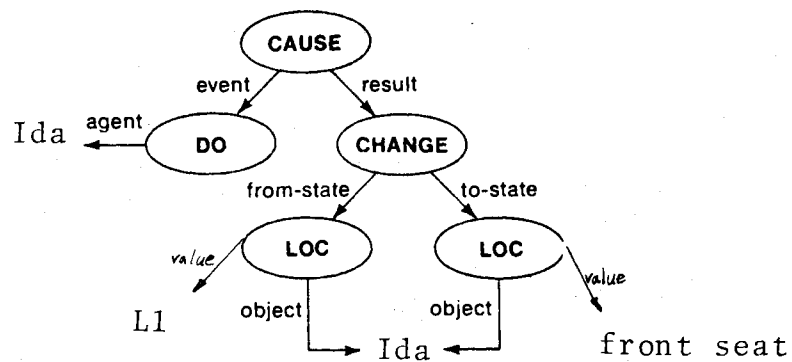 CAUSE
event result
Ida agent DO CHANGE
from-state to-state
value LOC LOC value
L1 object object front seat
Ida